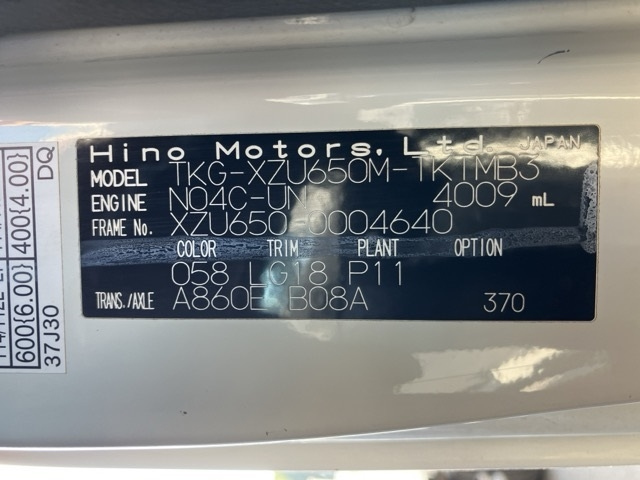 Hino Motors, Ltd. JAPAN
MODEL TKG-XZU650M-TKTMB3
ENGINE N04C-UN 4009 mL
FRAME No. XZU650-0004640
COLOR TRIM PLANT OPTION
058 LG18 P11
TRANS./AXLE A860E B08A 370
600{6.00} 400{4.00}
37J30 DQ